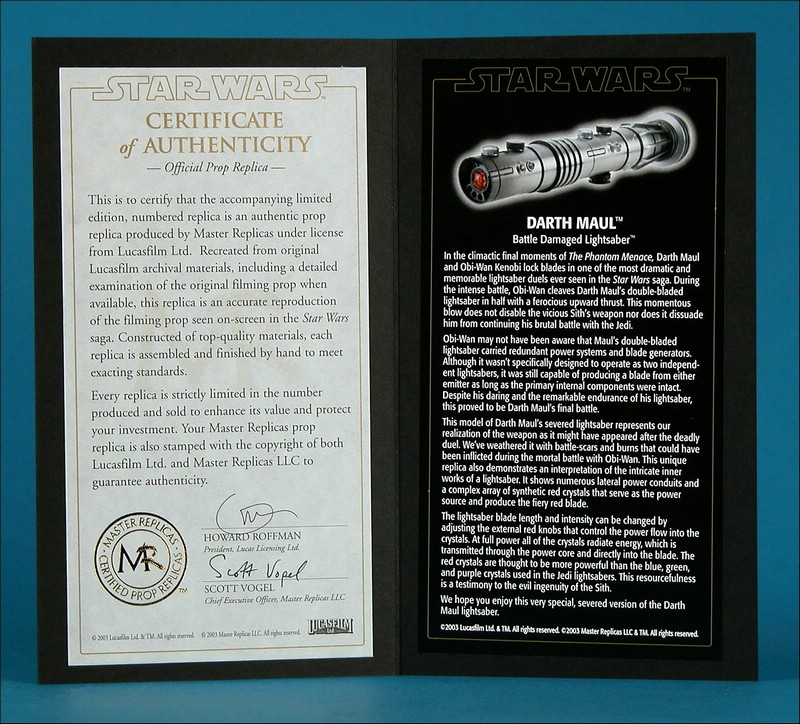 STAR WARS™
CERTIFICATE
of AUTHENTICITY
— Official Prop Replica —
This is to certify that the accompanying limited
edition, numbered replica is an authentic prop
replica produced by Master Replicas under license
from Lucasfilm Ltd. Recreated from original
Lucasfilm archival materials, including a detailed
examination of the original filming prop when
available, this replica is an accurate reproduction
of the filming prop seen on-screen in the Star Wars
saga. Constructed of top-quality materials, each
replica is assembled and finished by hand to meet
exacting standards.
Every replica is strictly limited in the number
produced and sold to enhance its value and protect
your investment. Your Master Replicas prop
replica is also stamped with the copyright of both
Lucasfilm Ltd. and Master Replicas LLC to
guarantee authenticity.
HOWARD ROFFMAN
President, Lucas Licensing Ltd.
Scott Vogel
SCOTT VOGEL
Chief Executive Officer, Master Replicas LLC
· MASTER REPLICAS ·
MR
CERTIFIED PROP REPLICAS
™
© 2003 Lucasfilm Ltd. & TM. All rights reserved. © 2003 Master Replicas LLC. All rights reserved.
LUCASFILM
LTD
STAR WARS™
DARTH MAUL™
Battle Damaged Lightsaber™
In the climactic final moments of The Phantom Menace, Darth Maul
and Obi-Wan Kenobi lock blades in one of the most dramatic and
memorable lightsaber duels ever seen in the Star Wars saga. During
the intense battle, Obi-Wan cleaves Darth Maul's double-bladed
lightsaber in half with a ferocious upward thrust. This momentous
blow does not disable the vicious Sith's weapon nor does it dissuade
him from continuing his brutal battle with the Jedi.
Obi-Wan may not have been aware that Maul's double-bladed
lightsaber carried redundant power systems and blade generators.
Although it wasn't specifically designed to operate as two independ-
ent lightsabers, it was still capable of producing a blade from either
emitter as long as the primary internal components were intact.
Despite his daring and the remarkable endurance of his lightsaber,
this proved to be Darth Maul's final battle.
This model of Darth Maul's severed lightsaber represents our
realization of the weapon as it might have appeared after the deadly
duel. We've weathered it with battle-scars and burns that could have
been inflicted during the mortal battle with Obi-Wan. This unique
replica also demonstrates an interpretation of the intricate inner
works of a lightsaber. It shows numerous lateral power conduits and
a complex array of synthetic red crystals that serve as the power
source and produce the fiery red blade.
The lightsaber blade length and intensity can be changed by
adjusting the external red knobs that control the power flow into the
crystals. At full power all of the crystals radiate energy, which is
transmitted through the power core and directly into the blade. The
red crystals are thought to be more powerful than the blue, green,
and purple crystals used in the Jedi lightsabers. This resourcefulness
is a testimony to the evil ingenuity of the Sith.
We hope you enjoy this very special, severed version of the Darth
Maul lightsaber.
©2003 Lucasfilm Ltd. & TM. All rights reserved. ©2003 Master Replicas LLC & TM. All rights reserved.